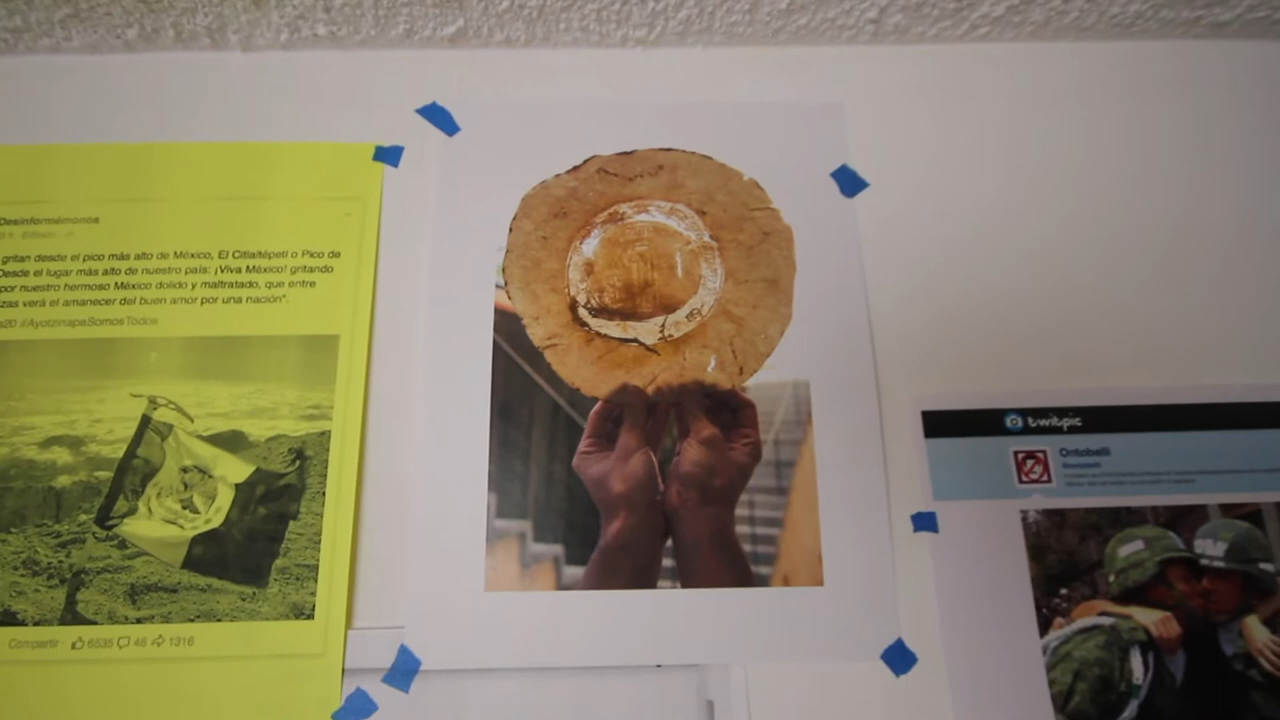 Desinformémonos
gritan desde el pico más alto de México, El Citlaltépetl o Pico de
Desde el lugar más alto de nuestro país: ¡Viva México! gritando
por nuestro hermoso México dolido y maltratado, que entre
zas verá el amanecer del buen amor por una nación".
s20 #AyotzinapaSomosTodos
Compartir · 6535 46 1316
twitpic
Ontobelli